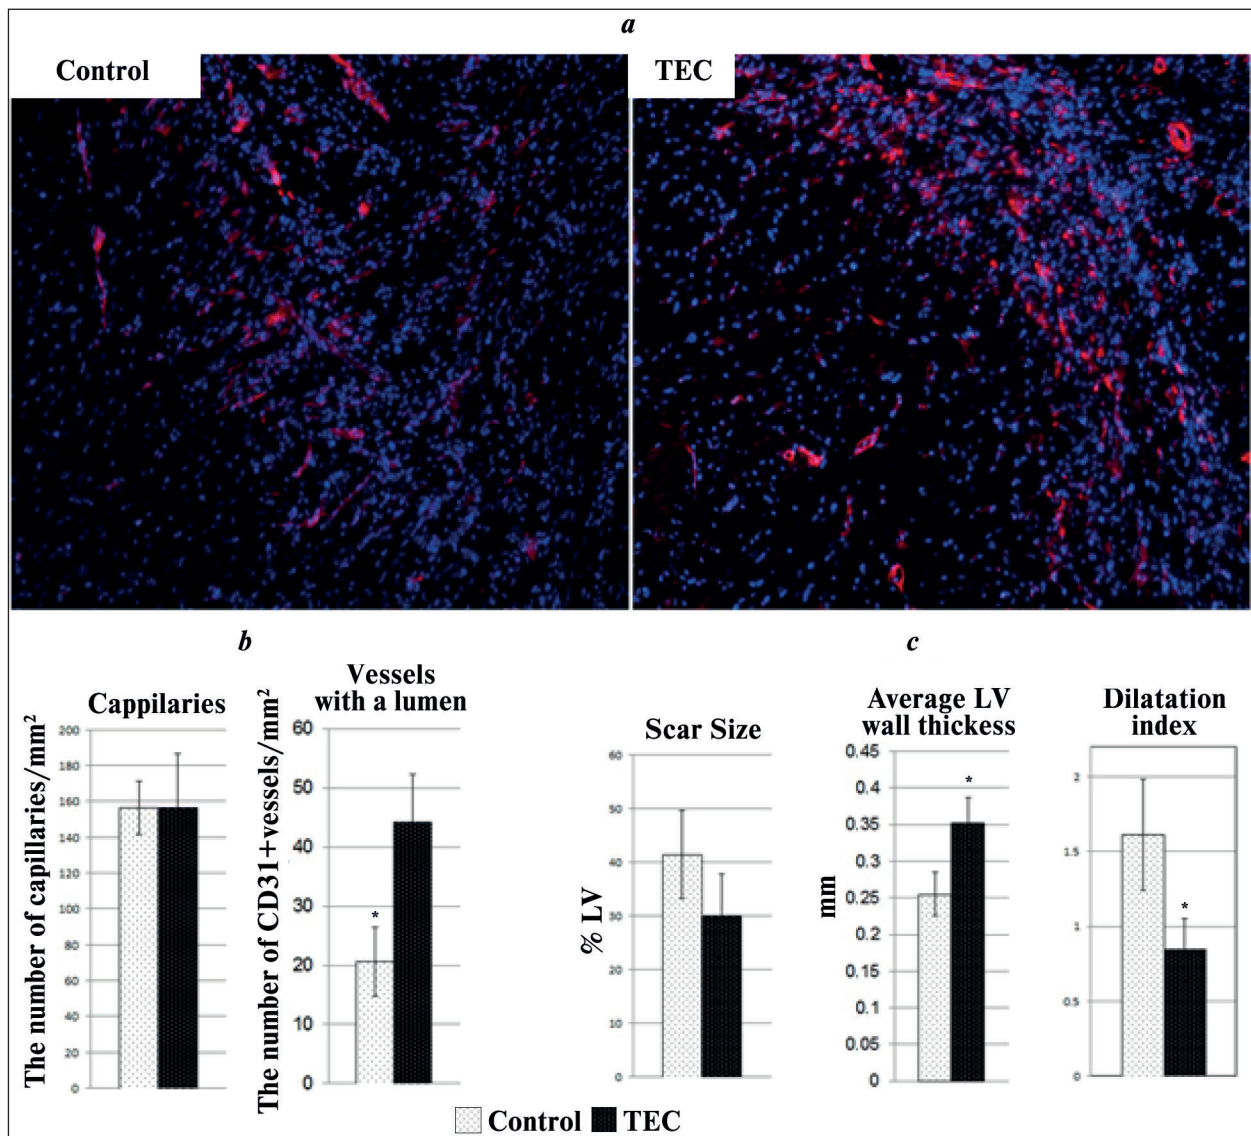 a
Control
TEC
b
c
Cappilaries
The number of capillaries/mm²
200
180
160
140
120
100
80
60
40
20
0
Vessels
with a lumen
The number of CD31+vessels/mm²
60
50
40
30
20
10
0
*
Scar Size
% LV
60
50
40
30
20
10
0
Average LV
wall thickess
mm
0.45
0.4
0.35
0.3
0.25
0.2
0.15
0.1
0.05
0
*
Dilatation
index
2
1.5
1
0.5
0
*
Control
TEC